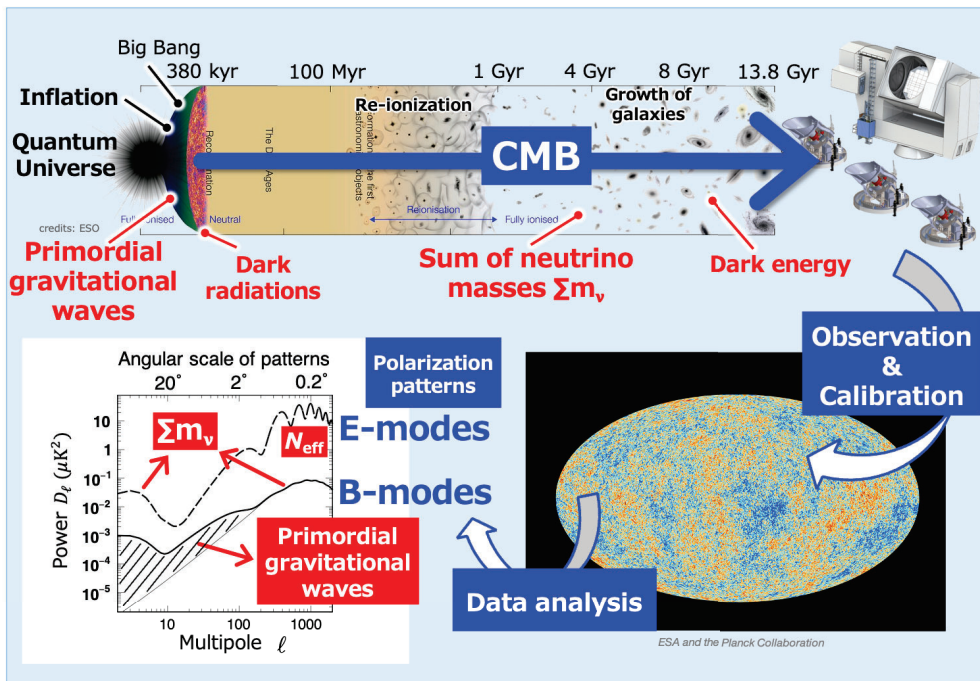 Big Bang
380 kyr
100 Myr
1 Gyr
4 Gyr
8 Gyr
13.8 Gyr
Inflation
Re-ionization
Growth of
galaxies
Quantum
Universe
CMB
The D
Ages
Reionisation
Fully ionised
Neutral
Fully ionised
credits: ESO
Primordial
gravitational
waves
Dark
radiations
Sum of neutrino
masses ∑mν
Dark energy
Observation
&
Calibration
Angular scale of patterns
20° 2° 0.2°
Polarization
patterns
Power Dℓ (μK²)
10
1
10⁻¹
10⁻²
10⁻³
10⁻⁴
10⁻⁵
∑mν
Neff
E-modes
B-modes
Primordial
gravitational
waves
10 100 1000
Multipole ℓ
Data analysis
ESA and the Planck Collaboration